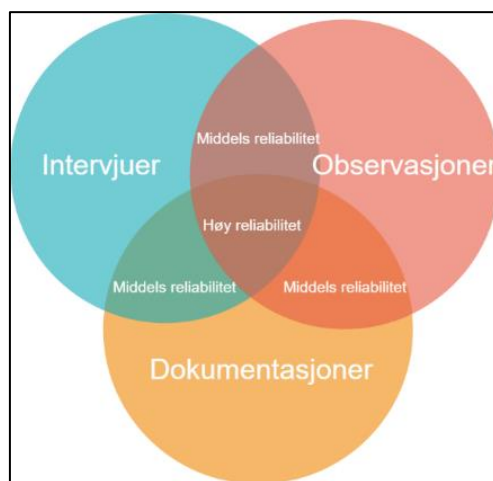 Middels reliabilitet
Intervjuer
Observasjoner
Høy reliabilitet
Middels reliabilitet
Middels reliabilitet
Dokumentasjoner